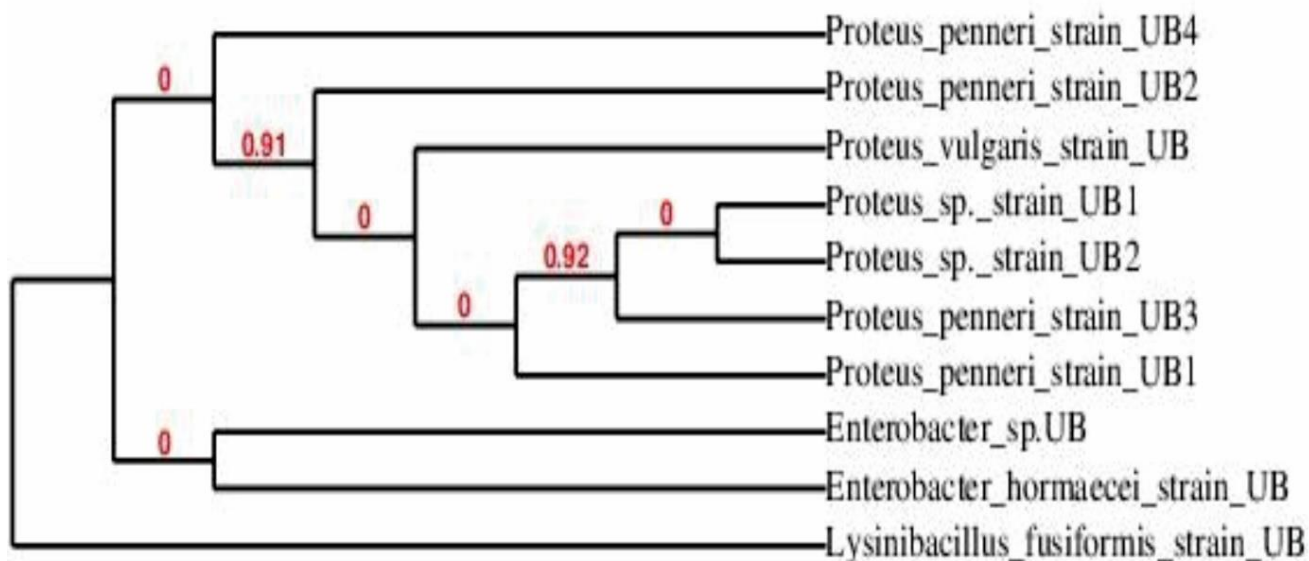 Proteus_penneri_strain_UB4
0
Proteus_penneri_strain_UB2
0.91
Proteus_vulgaris_strain_UB
0
Proteus_sp._strain_UB1
0
Proteus_sp._strain_UB2
0.92
Proteus_penneri_strain_UB3
0
Proteus_penneri_strain_UB1
Enterobacter_sp.UB
0
Enterobacter_hormaecei_strain_UB
Lysinibacillus_fusiformis_strain_UB